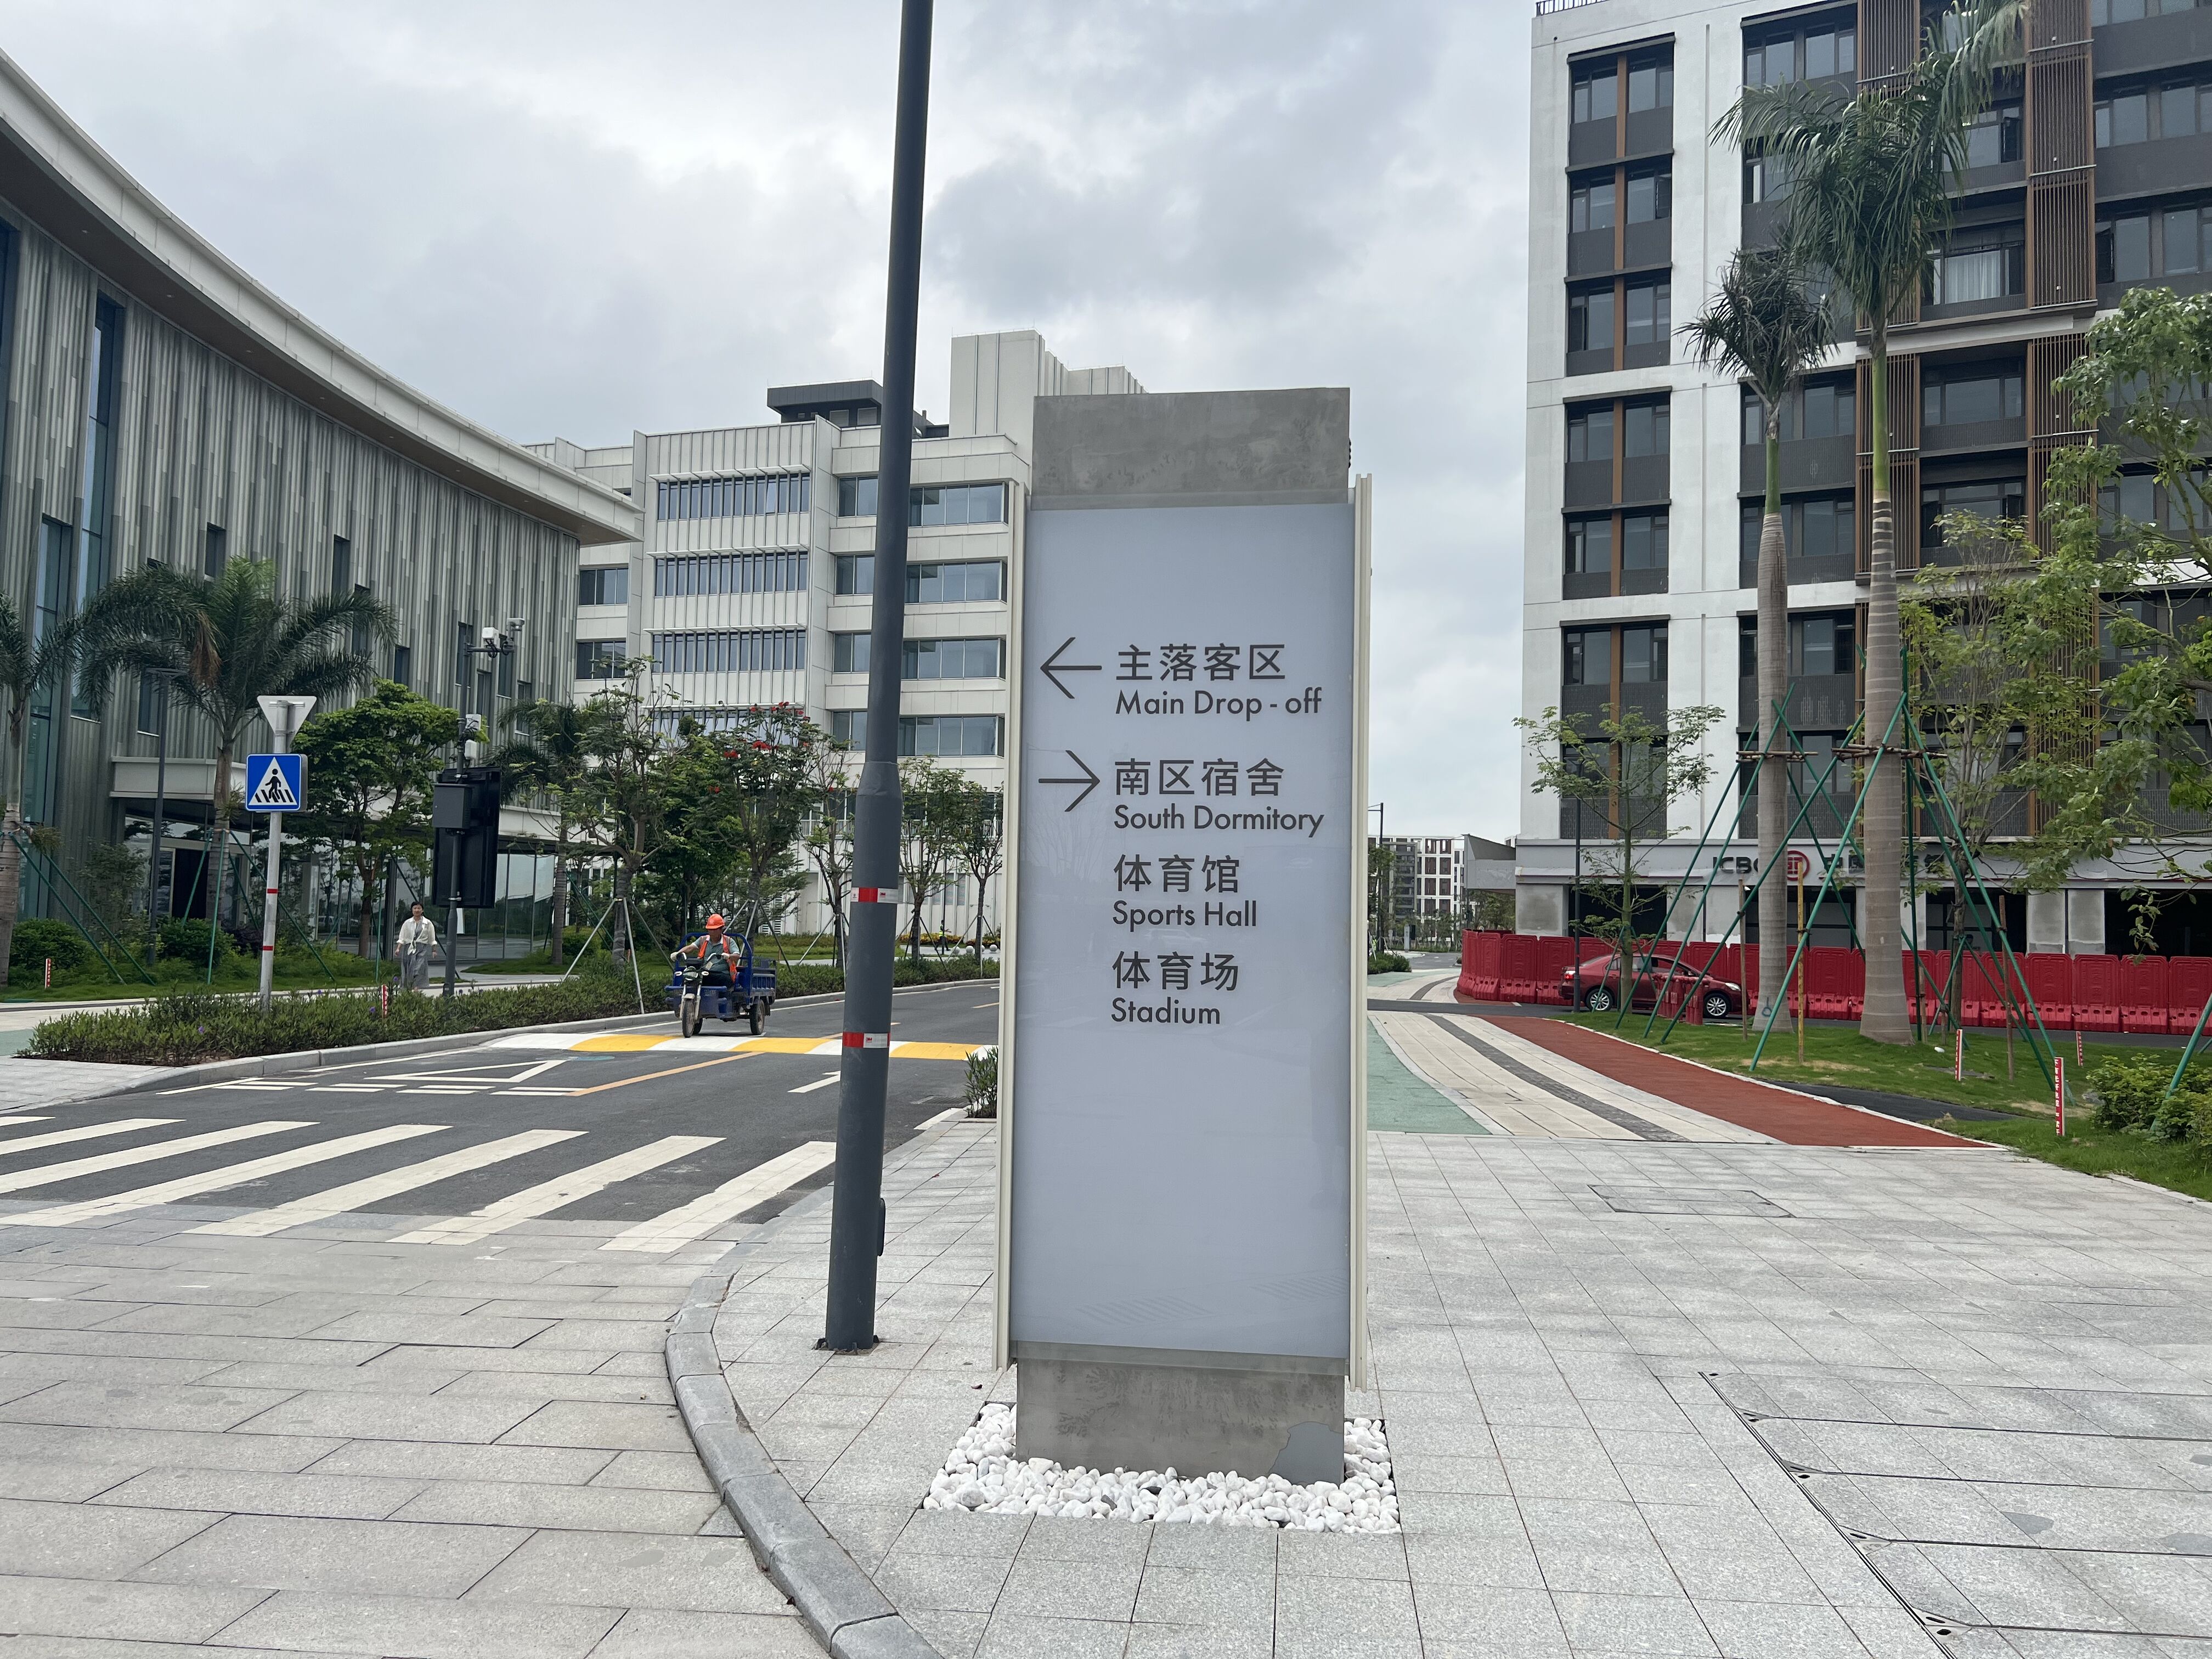 主落客区
Main Drop-off
南区宿舍
South Dormitory
体育馆
Sports Hall
体育场
Stadium
ICBC